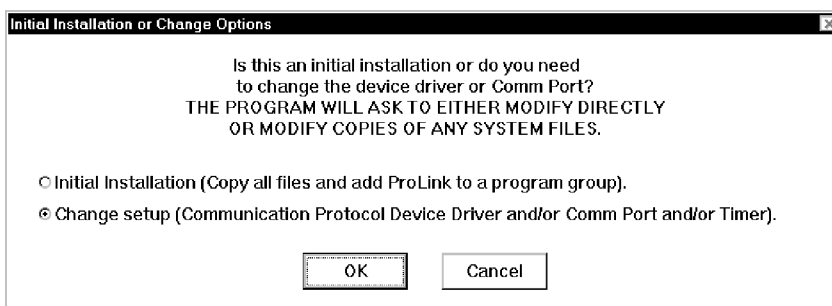 Initial Installation or Change Options
Is this an initial installation or do you need
to change the device driver or Comm Port?
THE PROGRAM WILL ASK TO EITHER MODIFY DIRECTLY
OR MODIFY COPIES OF ANY SYSTEM FILES.
Initial Installation (Copy all files and add ProLink to a program group).
Change setup (Communication Protocol Device Driver and/or Comm Port and/or Timer).
OK
Cancel